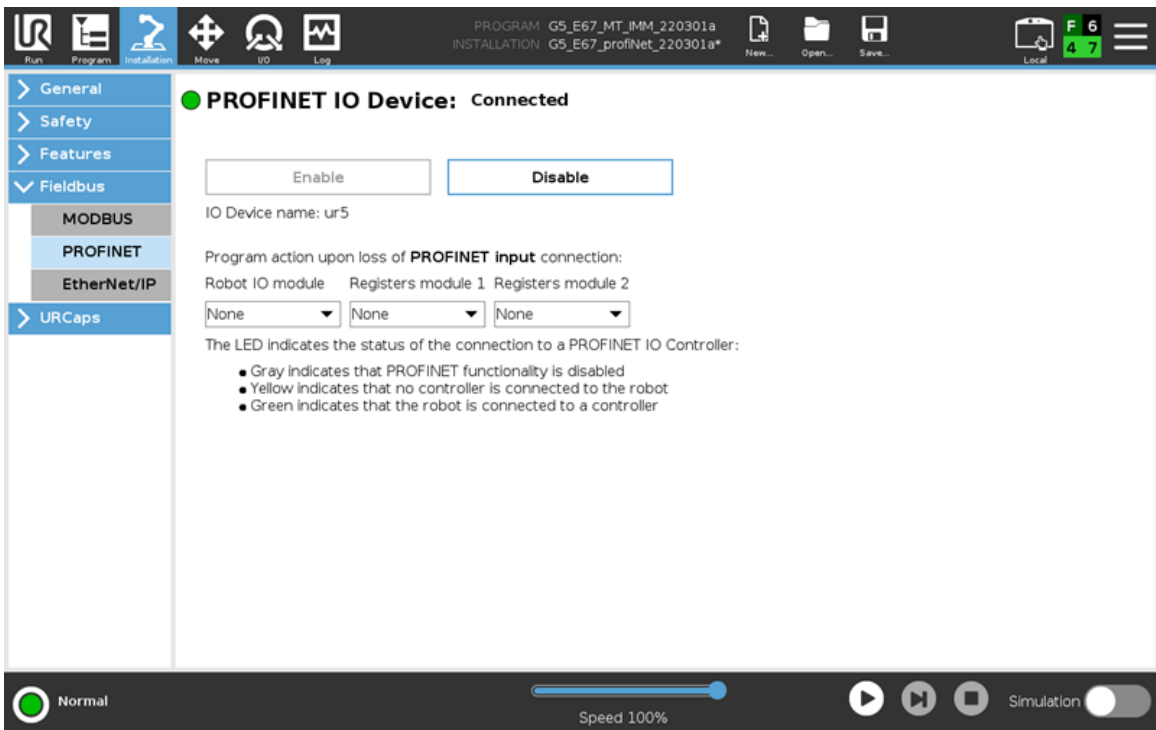 UR
Run
Program
Installation
Move
I/O
Log
PROGRAM G5_E67_MT_IMM_220301a
INSTALLATION G5_E67_profiNet_220301a*
New...
Open...
Save...
Local
F 6
4 7
General
Safety
Features
Fieldbus
MODBUS
PROFINET
EtherNet/IP
URCaps
PROFINET IO Device: Connected
Enable
Disable
IO Device name: ur5
Program action upon loss of PROFINET input connection:
Robot IO module Registers module 1 Registers module 2
None None None
The LED indicates the status of the connection to a PROFINET IO Controller:
• Gray indicates that PROFINET functionality is disabled
• Yellow indicates that no controller is connected to the robot
• Green indicates that the robot is connected to a controller
Normal
Speed 100%
Simulation